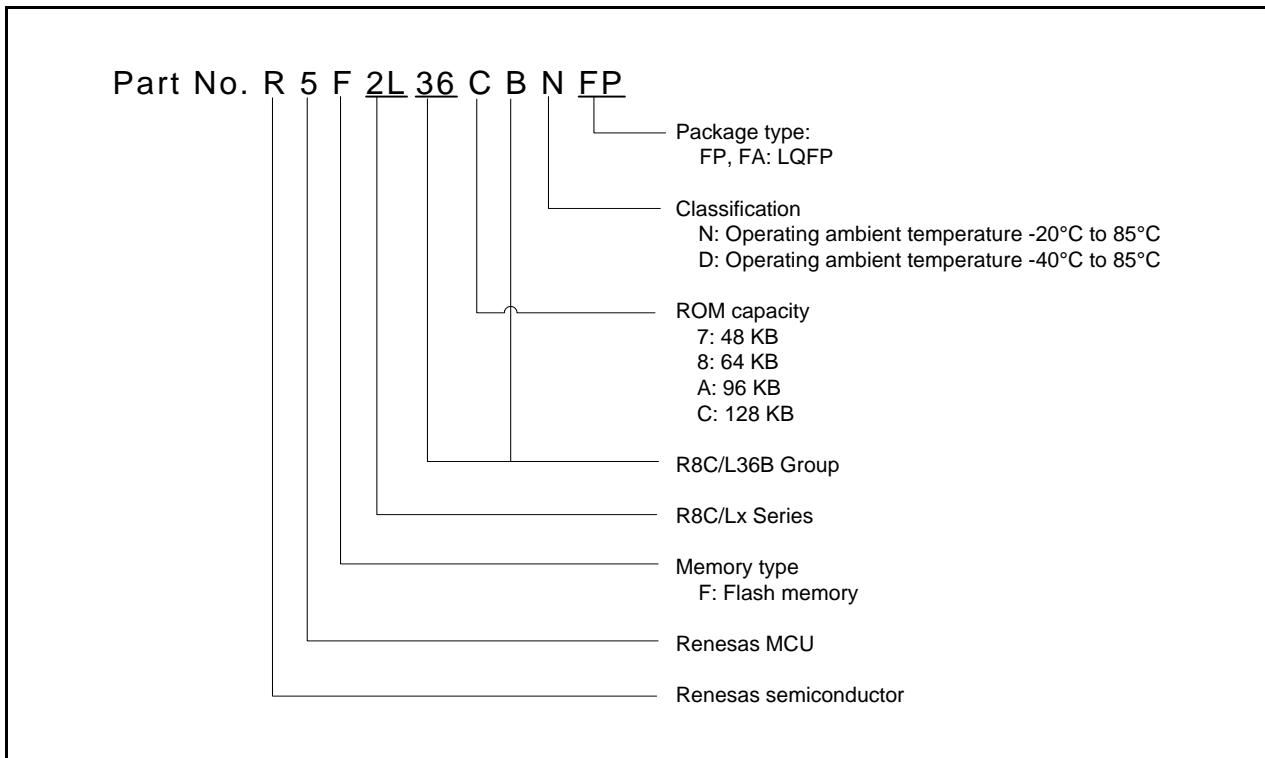 Part No. R 5 F 2L 36 C B N FP
Package type:
FP, FA: LQFP
Classification
N: Operating ambient temperature -20°C to 85°C
D: Operating ambient temperature -40°C to 85°C
ROM capacity
7: 48 KB
8: 64 KB
A: 96 KB
C: 128 KB
R8C/L36B Group
R8C/Lx Series
Memory type
F: Flash memory
Renesas MCU
Renesas semiconductor